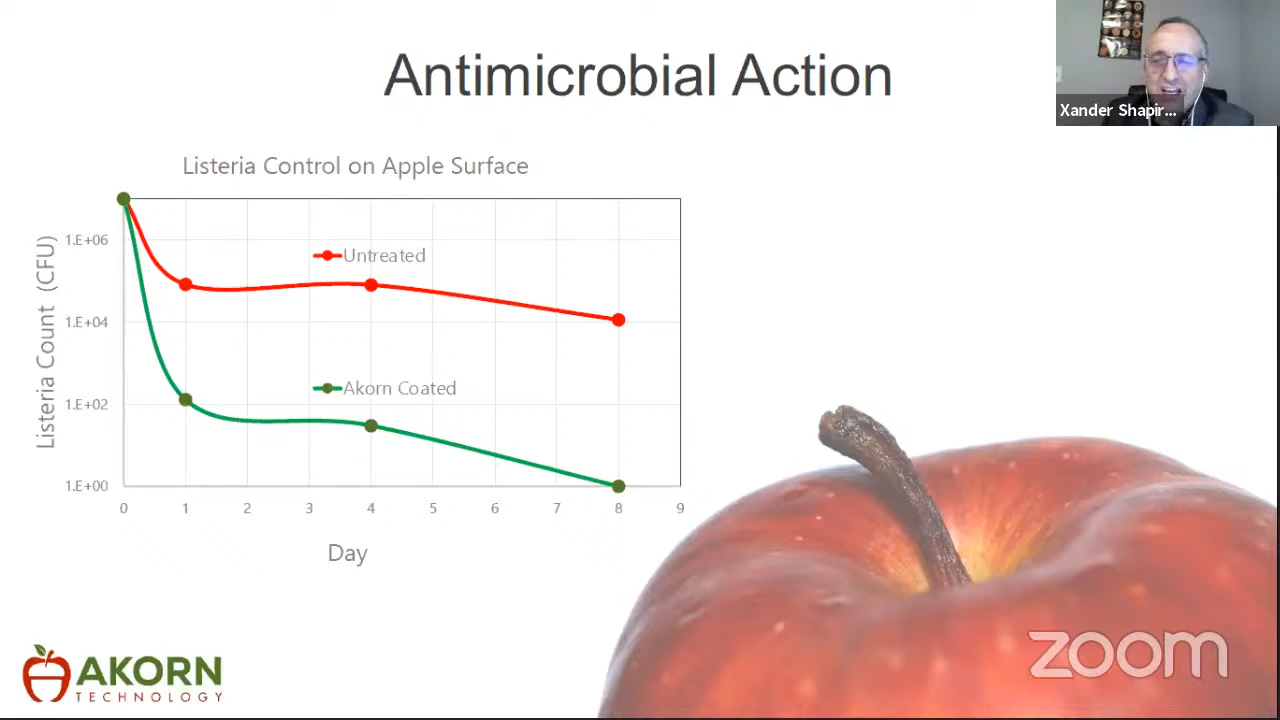 Antimicrobial Action
Xander Shapir...
Listeria Control on Apple Surface
Listeria Count (CFU)
1.E+06
1.E+04
1.E+02
1.E+00
Untreated
Akorn Coated
0 1 2 3 4 5 6 7 8 9
Day
AKORN
TECHNOLOGY
zoom